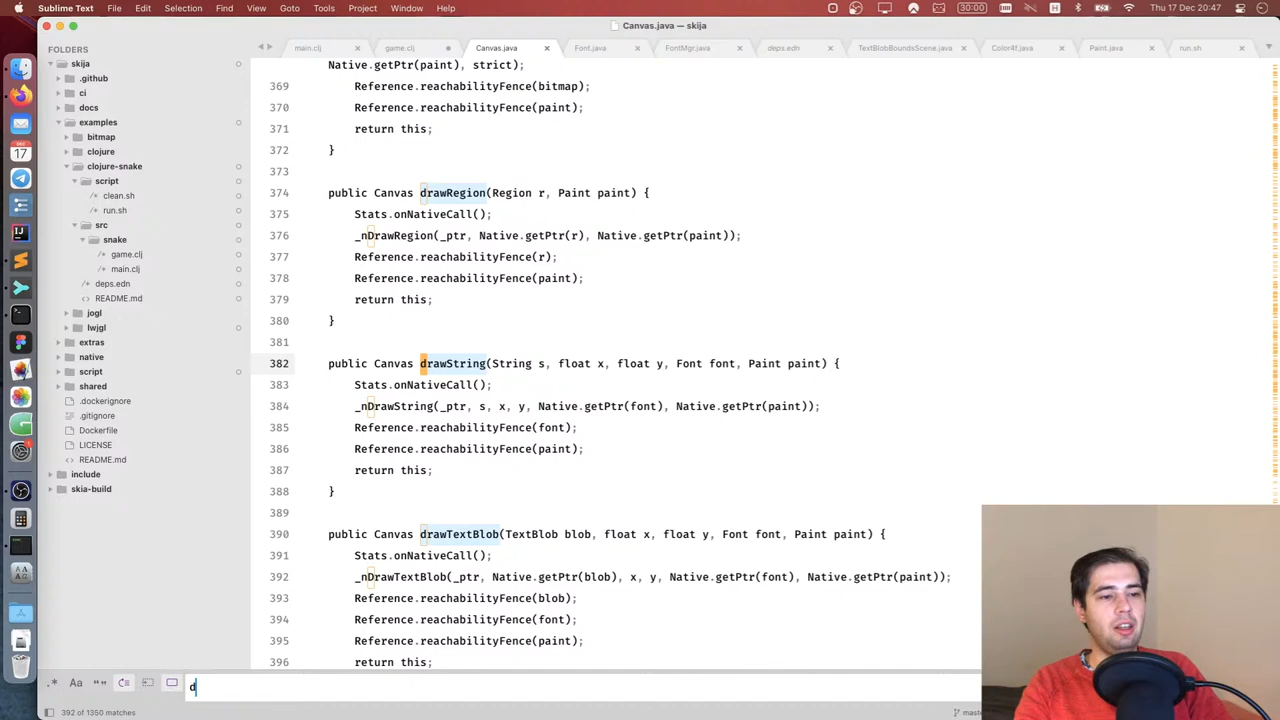 Sublime Text File Edit Selection Find View Goto Tools Project Window Help 30:00 Thu 17 Dec 20:47
Canvas.java — skija
FOLDERS
skija
.github
ci
docs
examples
bitmap
clojure
clojure-snake
script
clean.sh
run.sh
src
snake
game.clj
main.clj
deps.edn
README.md
jogl
lwjgl
extras
native
script
shared
.dockerignore
.gitignore
Dockerfile
LICENSE
README.md
include
skia-build
main.clj game.clj Canvas.java Font.java FontMgr.java deps.edn TextBlobBoundsScene.java Color4f.java Paint.java run.sh
Native.getPtr(paint), strict);
369 Reference.reachabilityFence(bitmap);
370 Reference.reachabilityFence(paint);
371 return this;
372 }
373
374 public Canvas drawRegion(Region r, Paint paint) {
375 Stats.onNativeCall();
376 _nDrawRegion(_ptr, Native.getPtr(r), Native.getPtr(paint));
377 Reference.reachabilityFence(r);
378 Reference.reachabilityFence(paint);
379 return this;
380 }
381
382 public Canvas drawString(String s, float x, float y, Font font, Paint paint) {
383 Stats.onNativeCall();
384 _nDrawString(_ptr, s, x, y, Native.getPtr(font), Native.getPtr(paint));
385 Reference.reachabilityFence(font);
386 Reference.reachabilityFence(paint);
387 return this;
388 }
389
390 public Canvas drawTextBlob(TextBlob blob, float x, float y, Font font, Paint paint) {
391 Stats.onNativeCall();
392 _nDrawTextBlob(_ptr, Native.getPtr(blob), x, y, Native.getPtr(font), Native.getPtr(paint));
393 Reference.reachabilityFence(blob);
394 Reference.reachabilityFence(font);
395 Reference.reachabilityFence(paint);
396 return this;
.* Aa “” d
392 of 1350 matches